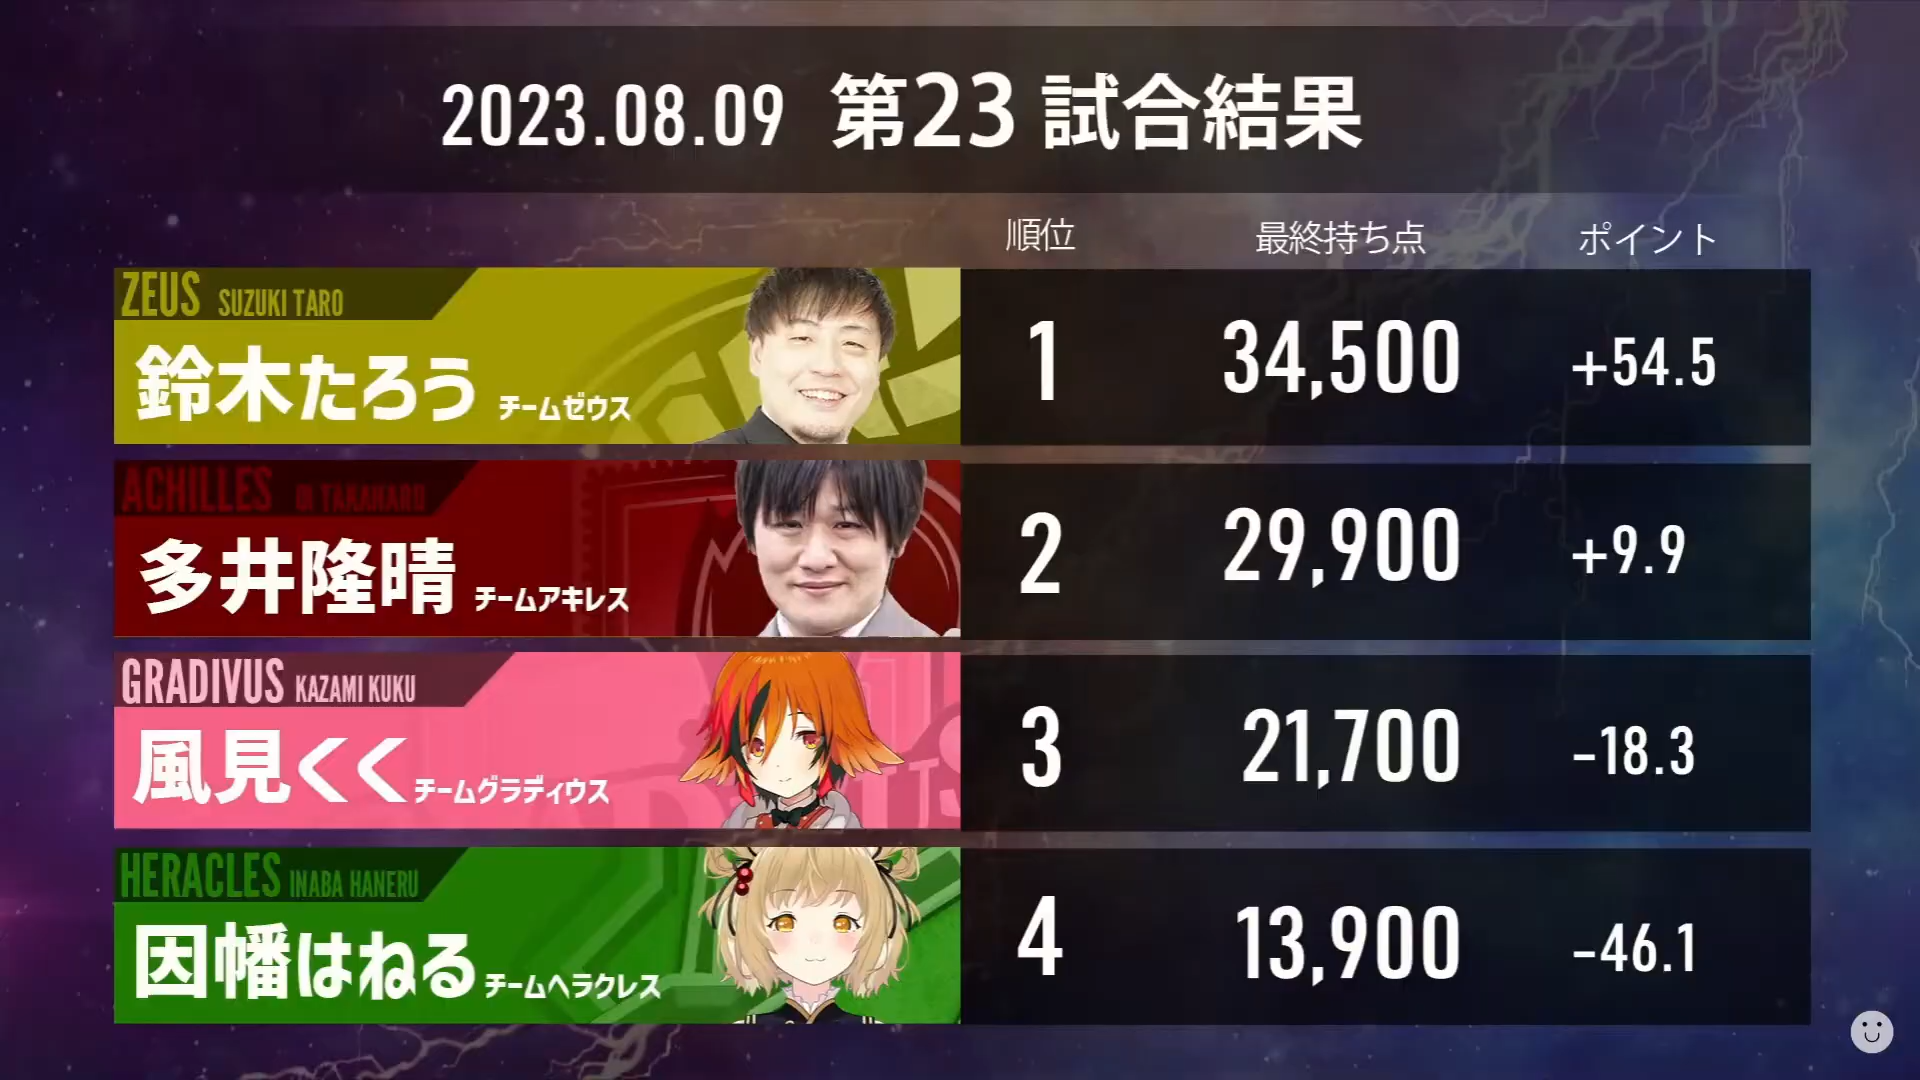 2023.08.09 第23試合結果
順位 最終持ち点 ポイント
ZEUS SUZUKI TARO
鈴木たろう チームゼウス
1 34,500 +54.5
ACHILLES OI TAKAHARU
多井隆晴 チームアキレス
2 29,900 +9.9
GRADIVUS KAZAMI KUKU
風見くく チームグラディウス
3 21,700 -18.3
HERACLES INABA HANERU
因幡はねる チームヘラクレス
4 13,900 -46.1